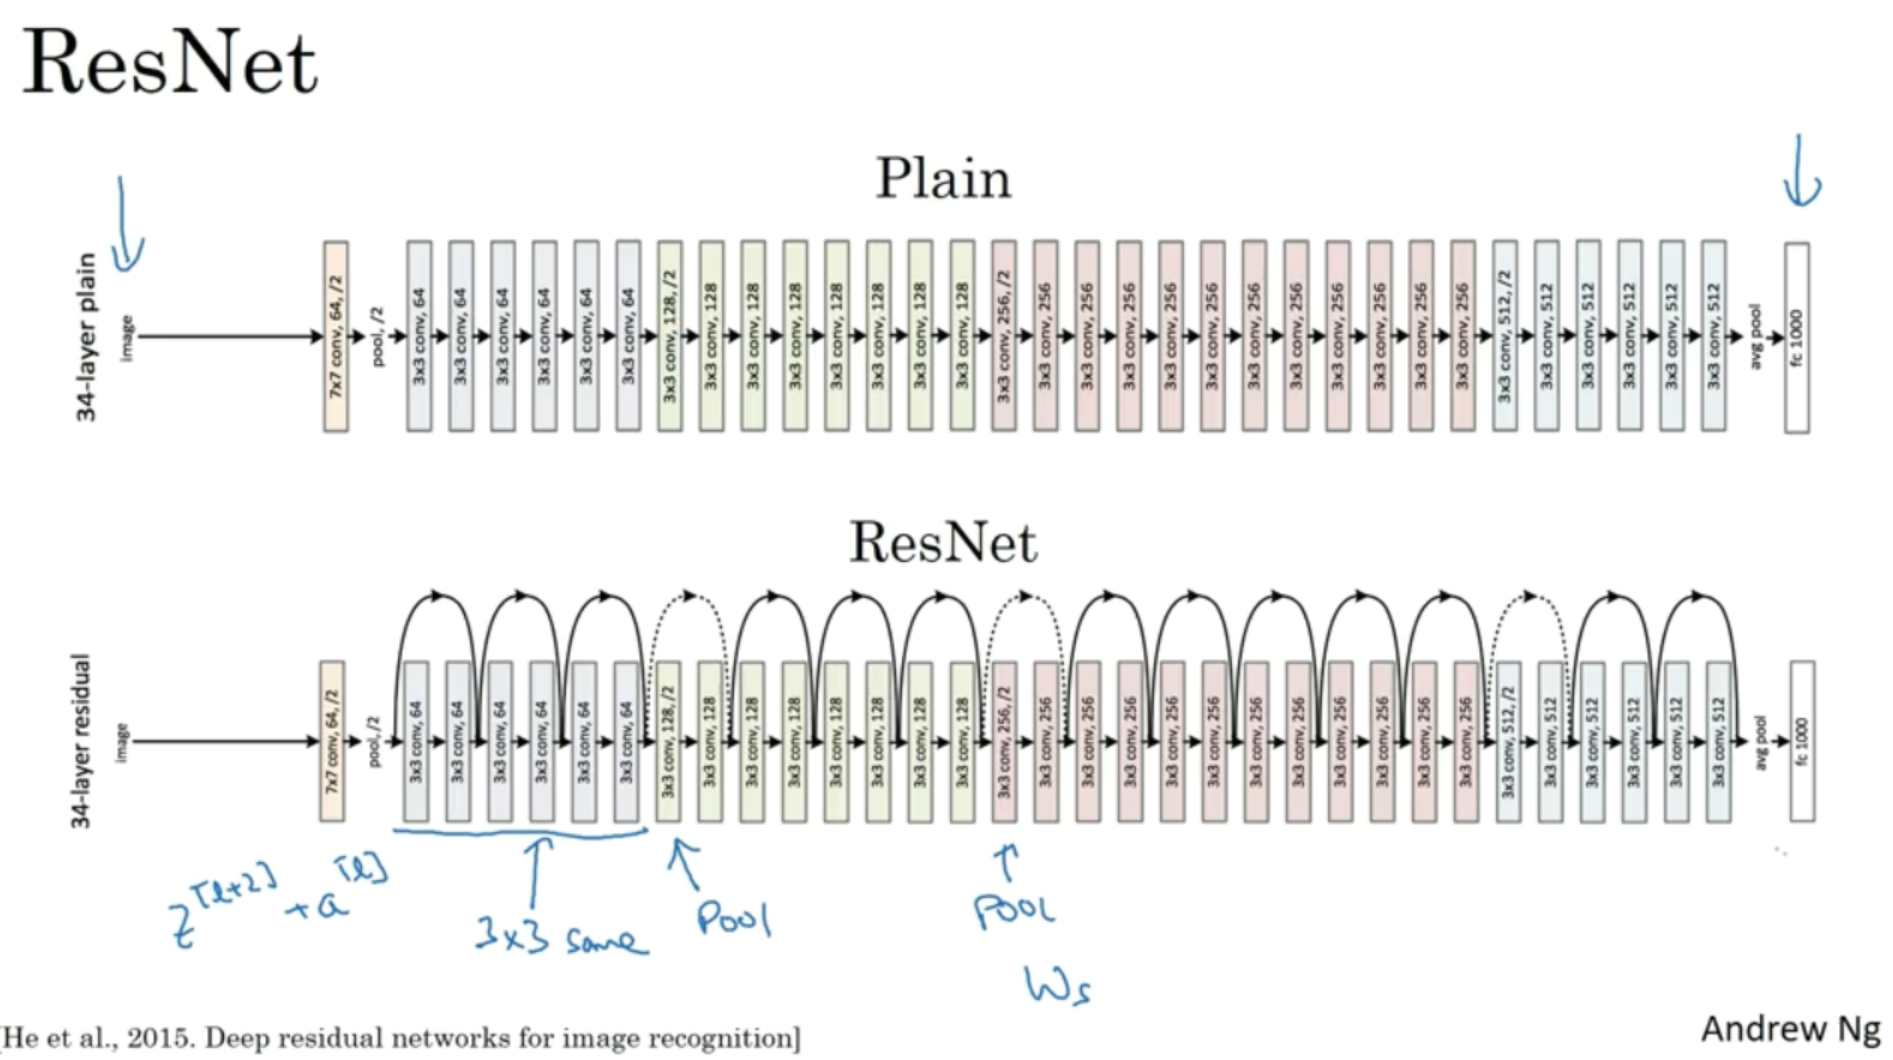 ResNet
Plain
34-layer plain
image
7x7 conv, 64, /2
pool, /2
3x3 conv, 64
3x3 conv, 64
3x3 conv, 64
3x3 conv, 64
3x3 conv, 64
3x3 conv, 64
3x3 conv, 128, /2
3x3 conv, 128
3x3 conv, 128
3x3 conv, 128
3x3 conv, 128
3x3 conv, 128
3x3 conv, 128
3x3 conv, 128
3x3 conv, 256, /2
3x3 conv, 256
3x3 conv, 256
3x3 conv, 256
3x3 conv, 256
3x3 conv, 256
3x3 conv, 256
3x3 conv, 256
3x3 conv, 256
3x3 conv, 256
3x3 conv, 256
3x3 conv, 256
3x3 conv, 512, /2
3x3 conv, 512
3x3 conv, 512
3x3 conv, 512
3x3 conv, 512
3x3 conv, 512
avg pool
fc 1000
ResNet
34-layer residual
image
7x7 conv, 64, /2
pool, /2
3x3 conv, 64
3x3 conv, 64
3x3 conv, 64
3x3 conv, 64
3x3 conv, 64
3x3 conv, 64
3x3 conv, 128, /2
3x3 conv, 128
3x3 conv, 128
3x3 conv, 128
3x3 conv, 128
3x3 conv, 128
3x3 conv, 128
3x3 conv, 128
3x3 conv, 256, /2
3x3 conv, 256
3x3 conv, 256
3x3 conv, 256
3x3 conv, 256
3x3 conv, 256
3x3 conv, 256
3x3 conv, 256
3x3 conv, 256
3x3 conv, 256
3x3 conv, 256
3x3 conv, 256
3x3 conv, 512, /2
3x3 conv, 512
3x3 conv, 512
3x3 conv, 512
3x3 conv, 512
3x3 conv, 512
avg pool
fc 1000
z[l+2] + a[l]
3x3 same
Pool
Pool
Ws
[He et al., 2015. Deep residual networks for image recognition]
Andrew Ng